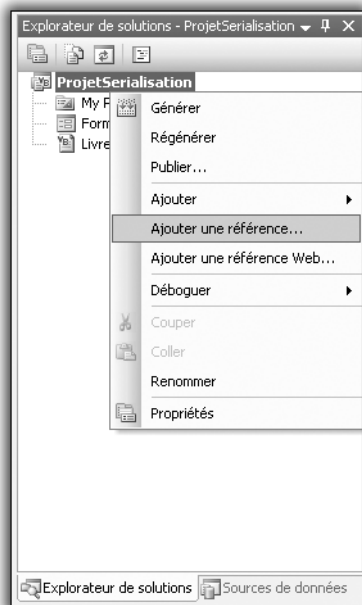 Explorateur de solutions - ProjetSerialisation
ProjetSerialisation
My
Form
Livre
Générer
Régénérer
Publier...
Ajouter
Ajouter une référence...
Ajouter une référence Web...
Déboguer
Couper
Coller
Renommer
Propriétés
Explorateur de solutions
Sources de données